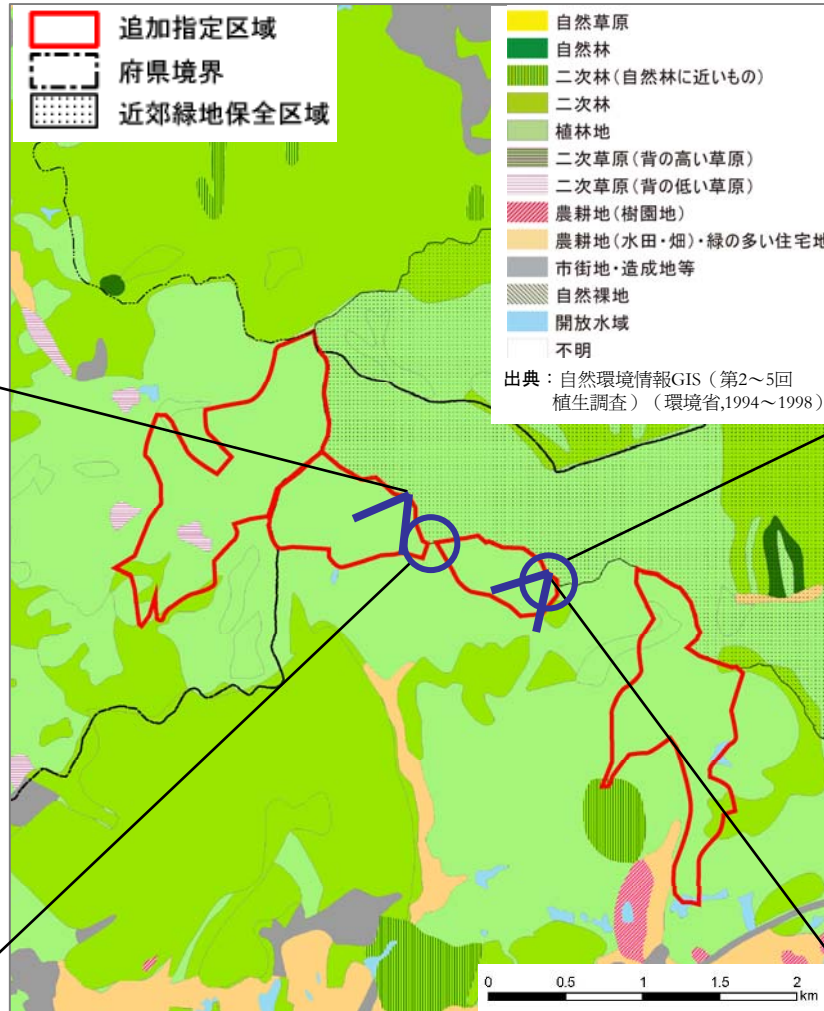 追加指定区域
府県境界
近郊緑地保全区域
自然草原
自然林
二次林(自然林に近いもの)
二次林
植林地
二次草原(背の高い草原)
二次草原(背の低い草原)
農耕地(樹園地)
農耕地(水田・畑)・緑の多い住宅地
市街地・造成地等
自然裸地
開放水域
不明
出典：自然環境情報GIS（第2～5回
植生調査）（環境省,1994～1998）
0 0.5 1 1.5 2
km